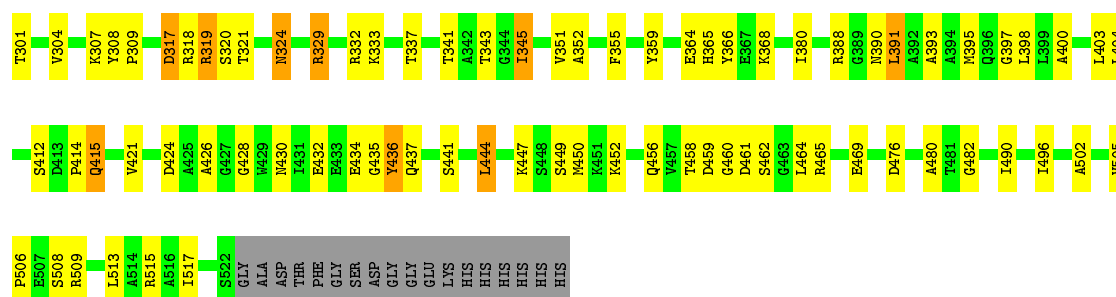 T301 V304 K307 Y308 P309 D317 R318 R319 S320 T321 N324 R329 R332 K333 T337 T341 A342 T343 G344 I345 V351 A352 F355 Y359 E364 H365 Y366 E367 K368 I380 R388 G389 N390 L391 A392 A393 A394 M395 Q396 G397 L398 L399 A400 L403
S412 D413 P414 Q415 V421 D424 A425 A426 G427 G428 W429 N430 I431 E432 E433 E434 G435 Y436 Q437 S441 L444 K447 S448 S449 M450 K451 K452 Q456 V457 T458 D459 G460 D461 S462 G463 L464 R465 E469 D476 A480 T481 G482 I490 I496 A502
P506 E507 S508 R509 L513 A514 R515 A516 I517 S522 GLY ALA ASP THR PHE GLY SER ASP GLY GLY GLU LYS HIS HIS HIS HIS HIS HIS